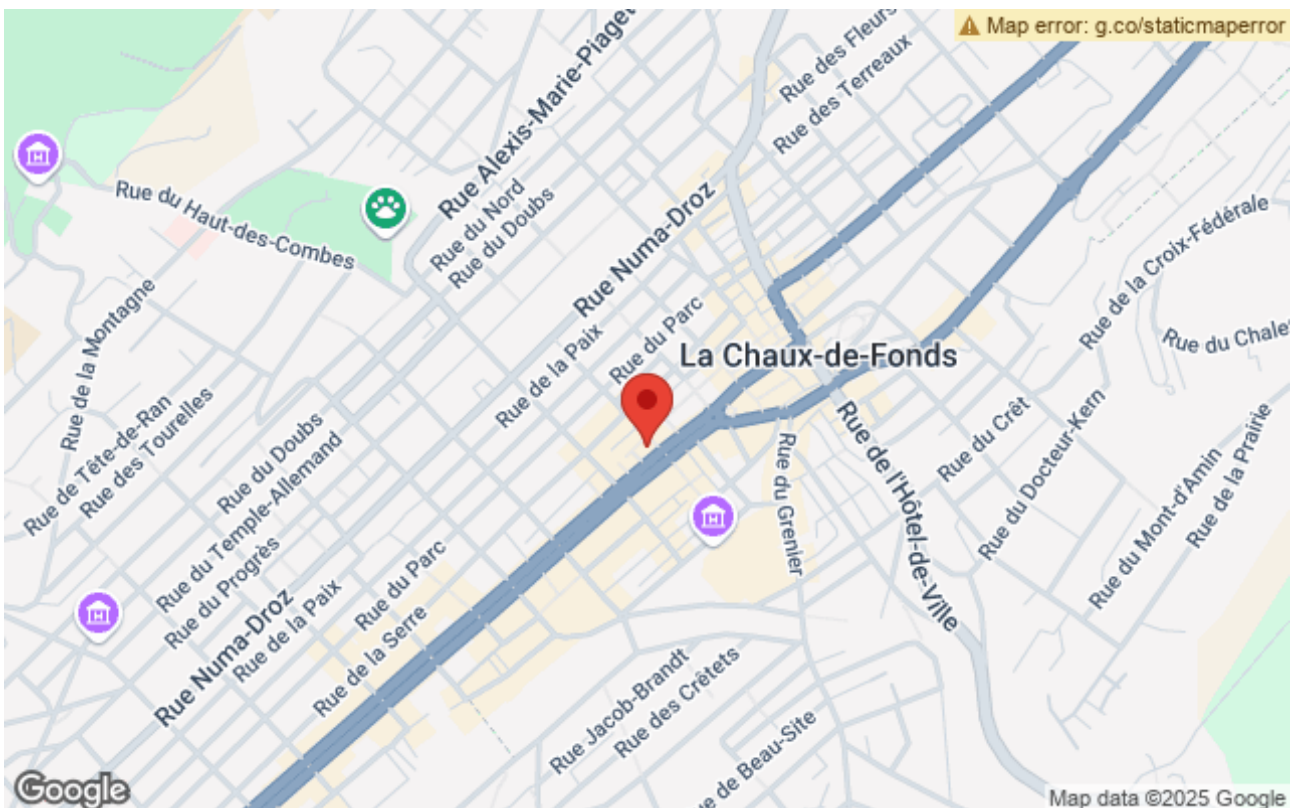 Map error: g.co/staticmaperror
Rue des Fleurs
Rue des Terreaux
Rue Alexis-Marie-Piaget
Rue du Haut-des-Combes
Rue du Nord
Rue du Doubs
Rue Numa-Droz
Rue de la Croix-Fédérale
Rue de la Montagne
Rue du Parc
Rue de la Paix
La Chaux-de-Fonds
Rue du Chale
Rue de Tête-de-Ran
Rue des Tourelles
Rue du Doubs
Rue du Temple-Allemand
Rue du Progrès
Rue du Crêt
Rue du Docteur-Kern
Rue de l'Hôtel-de-Ville
Rue du Grenier
Rue du Mont-d'Amin
Rue de la Prairie
Rue Numa-Droz
Rue de la Paix
Rue du Parc
Rue de la Serre
Rue Jacob-Brandt
Rue des Crêtets
ue de Beau-Site
Google
Map data ©2025 Google